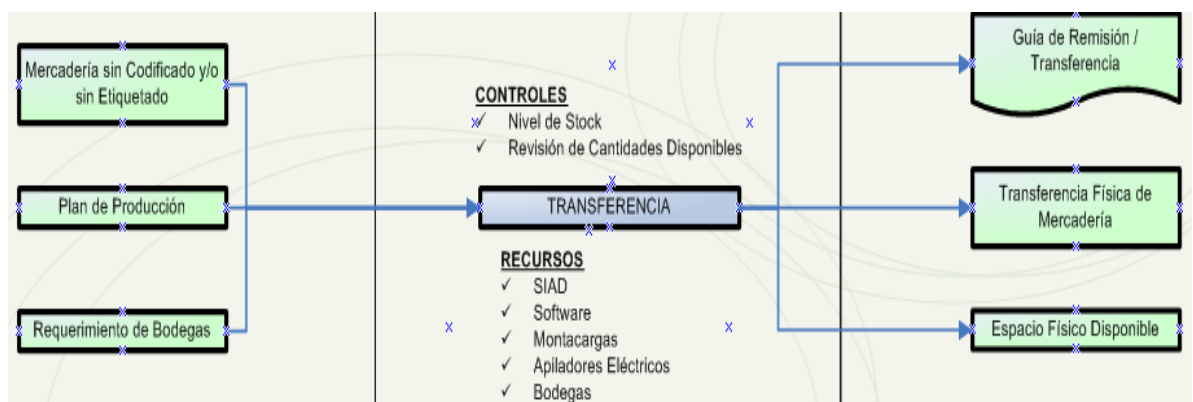 Mercadería sin Codificado y/o
sin Etiquetado
Plan de Producción
Requerimiento de Bodegas
CONTROLES
✓ Nivel de Stock
✓ Revisión de Cantidades Disponibles
TRANSFERENCIA
RECURSOS
✓ SIAD
✓ Software
✓ Montacargas
✓ Apiladores Eléctricos
✓ Bodegas
Guía de Remisión /
Transferencia
Transferencia Física de
Mercadería
Espacio Físico Disponible